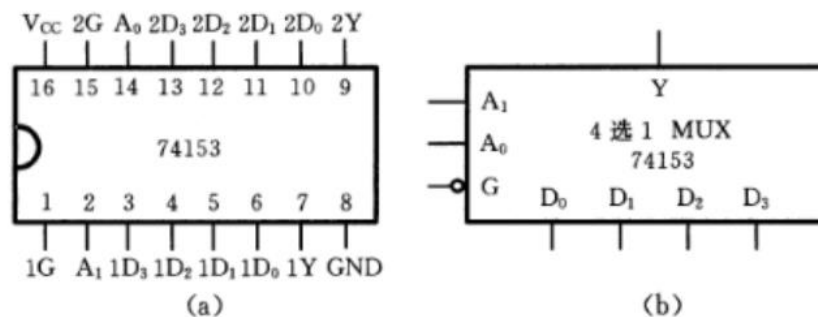 V_CC 2G A₀ 2D₃ 2D₂ 2D₁ 2D₀ 2Y
16 15 14 13 12 11 10 9
74153
1 2 3 4 5 6 7 8
1G A₁ 1D₃ 1D₂ 1D₁ 1D₀ 1Y GND
(a)
Y
A₁
4 选 1 MUX
A₀
74153
G
D₀ D₁ D₂ D₃
(b)